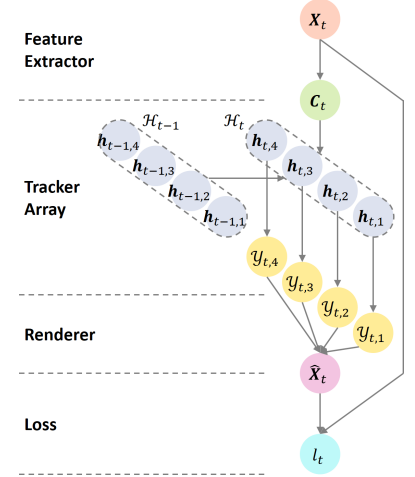 X_t
Feature
Extractor
C_t
ℋ_{t−1}
ℋ_t
h_{t−1,4}
h_{t,4}
h_{t−1,3}
h_{t,3}
Tracker
Array
h_{t−1,2}
h_{t,2}
h_{t−1,1}
h_{t,1}
𝒴_{t,4}
𝒴_{t,3}
𝒴_{t,2}
𝒴_{t,1}
Renderer
X̂_t
Loss
l_t